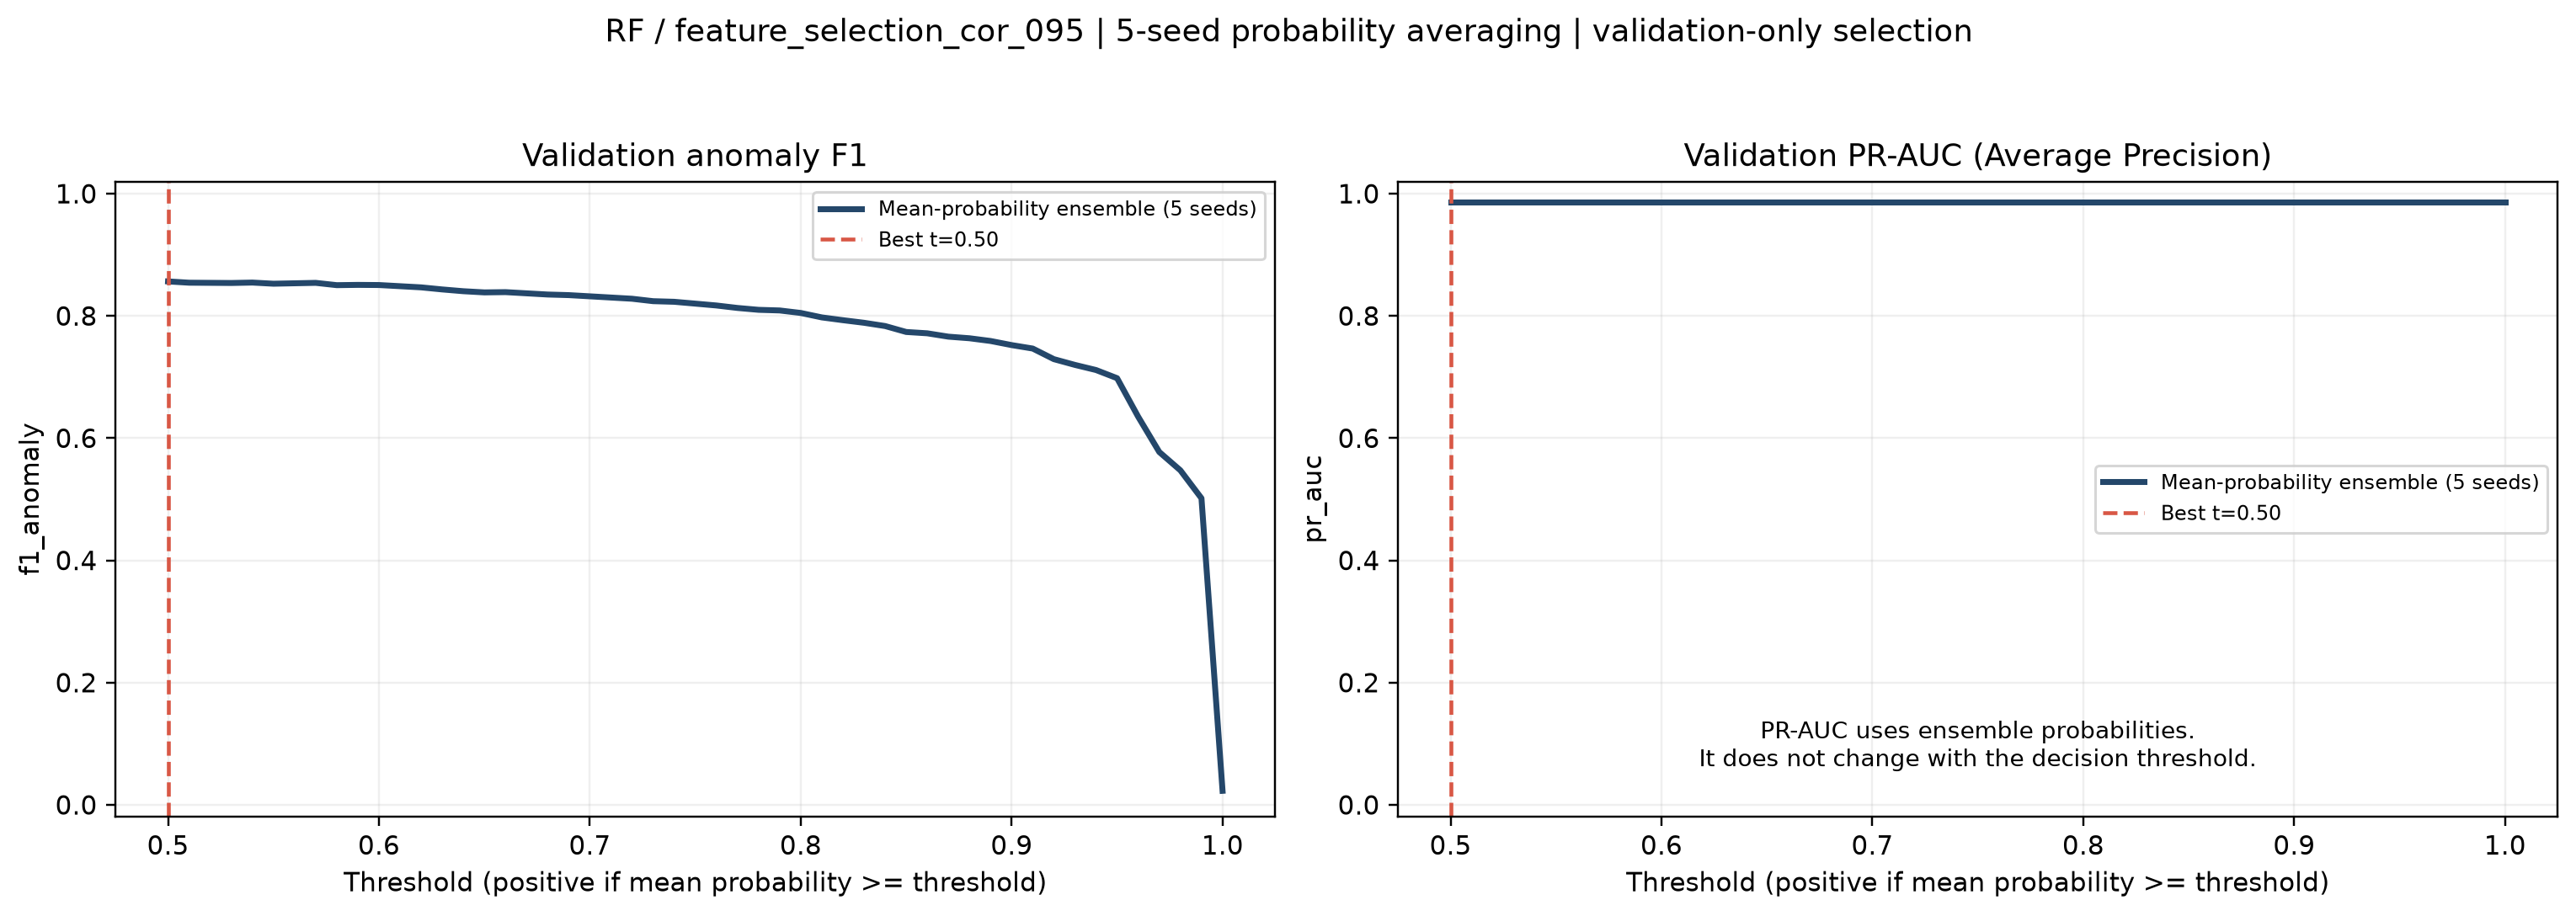 RF / feature_selection_cor_095 | 5-seed probability averaging | validation-only selection
Validation anomaly F1
1.0
0.8
0.6
0.4
0.2
0.0
f1_anomaly
Mean-probability ensemble (5 seeds)
Best t=0.50
0.5 0.6 0.7 0.8 0.9 1.0
Threshold (positive if mean probability >= threshold)
Validation PR-AUC (Average Precision)
1.0
0.8
0.6
0.4
0.2
0.0
pr_auc
Mean-probability ensemble (5 seeds)
Best t=0.50
PR-AUC uses ensemble probabilities.
It does not change with the decision threshold.
0.5 0.6 0.7 0.8 0.9 1.0
Threshold (positive if mean probability >= threshold)